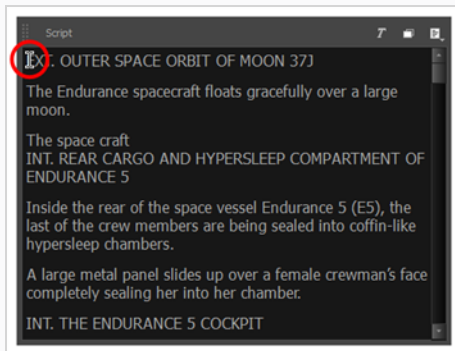 Script
EXT. OUTER SPACE ORBIT OF MOON 37J
The Endurance spacecraft floats gracefully over a large
moon.
The space craft
INT. REAR CARGO AND HYPERSLEEP COMPARTMENT OF
ENDURANCE 5
Inside the rear of the space vessel Endurance 5 (E5), the
last of the crew members are being sealed into coffin-like
hypersleep chambers.
A large metal panel slides up over a female crewman's face
completely sealing her into her chamber.
INT. THE ENDURANCE 5 COCKPIT